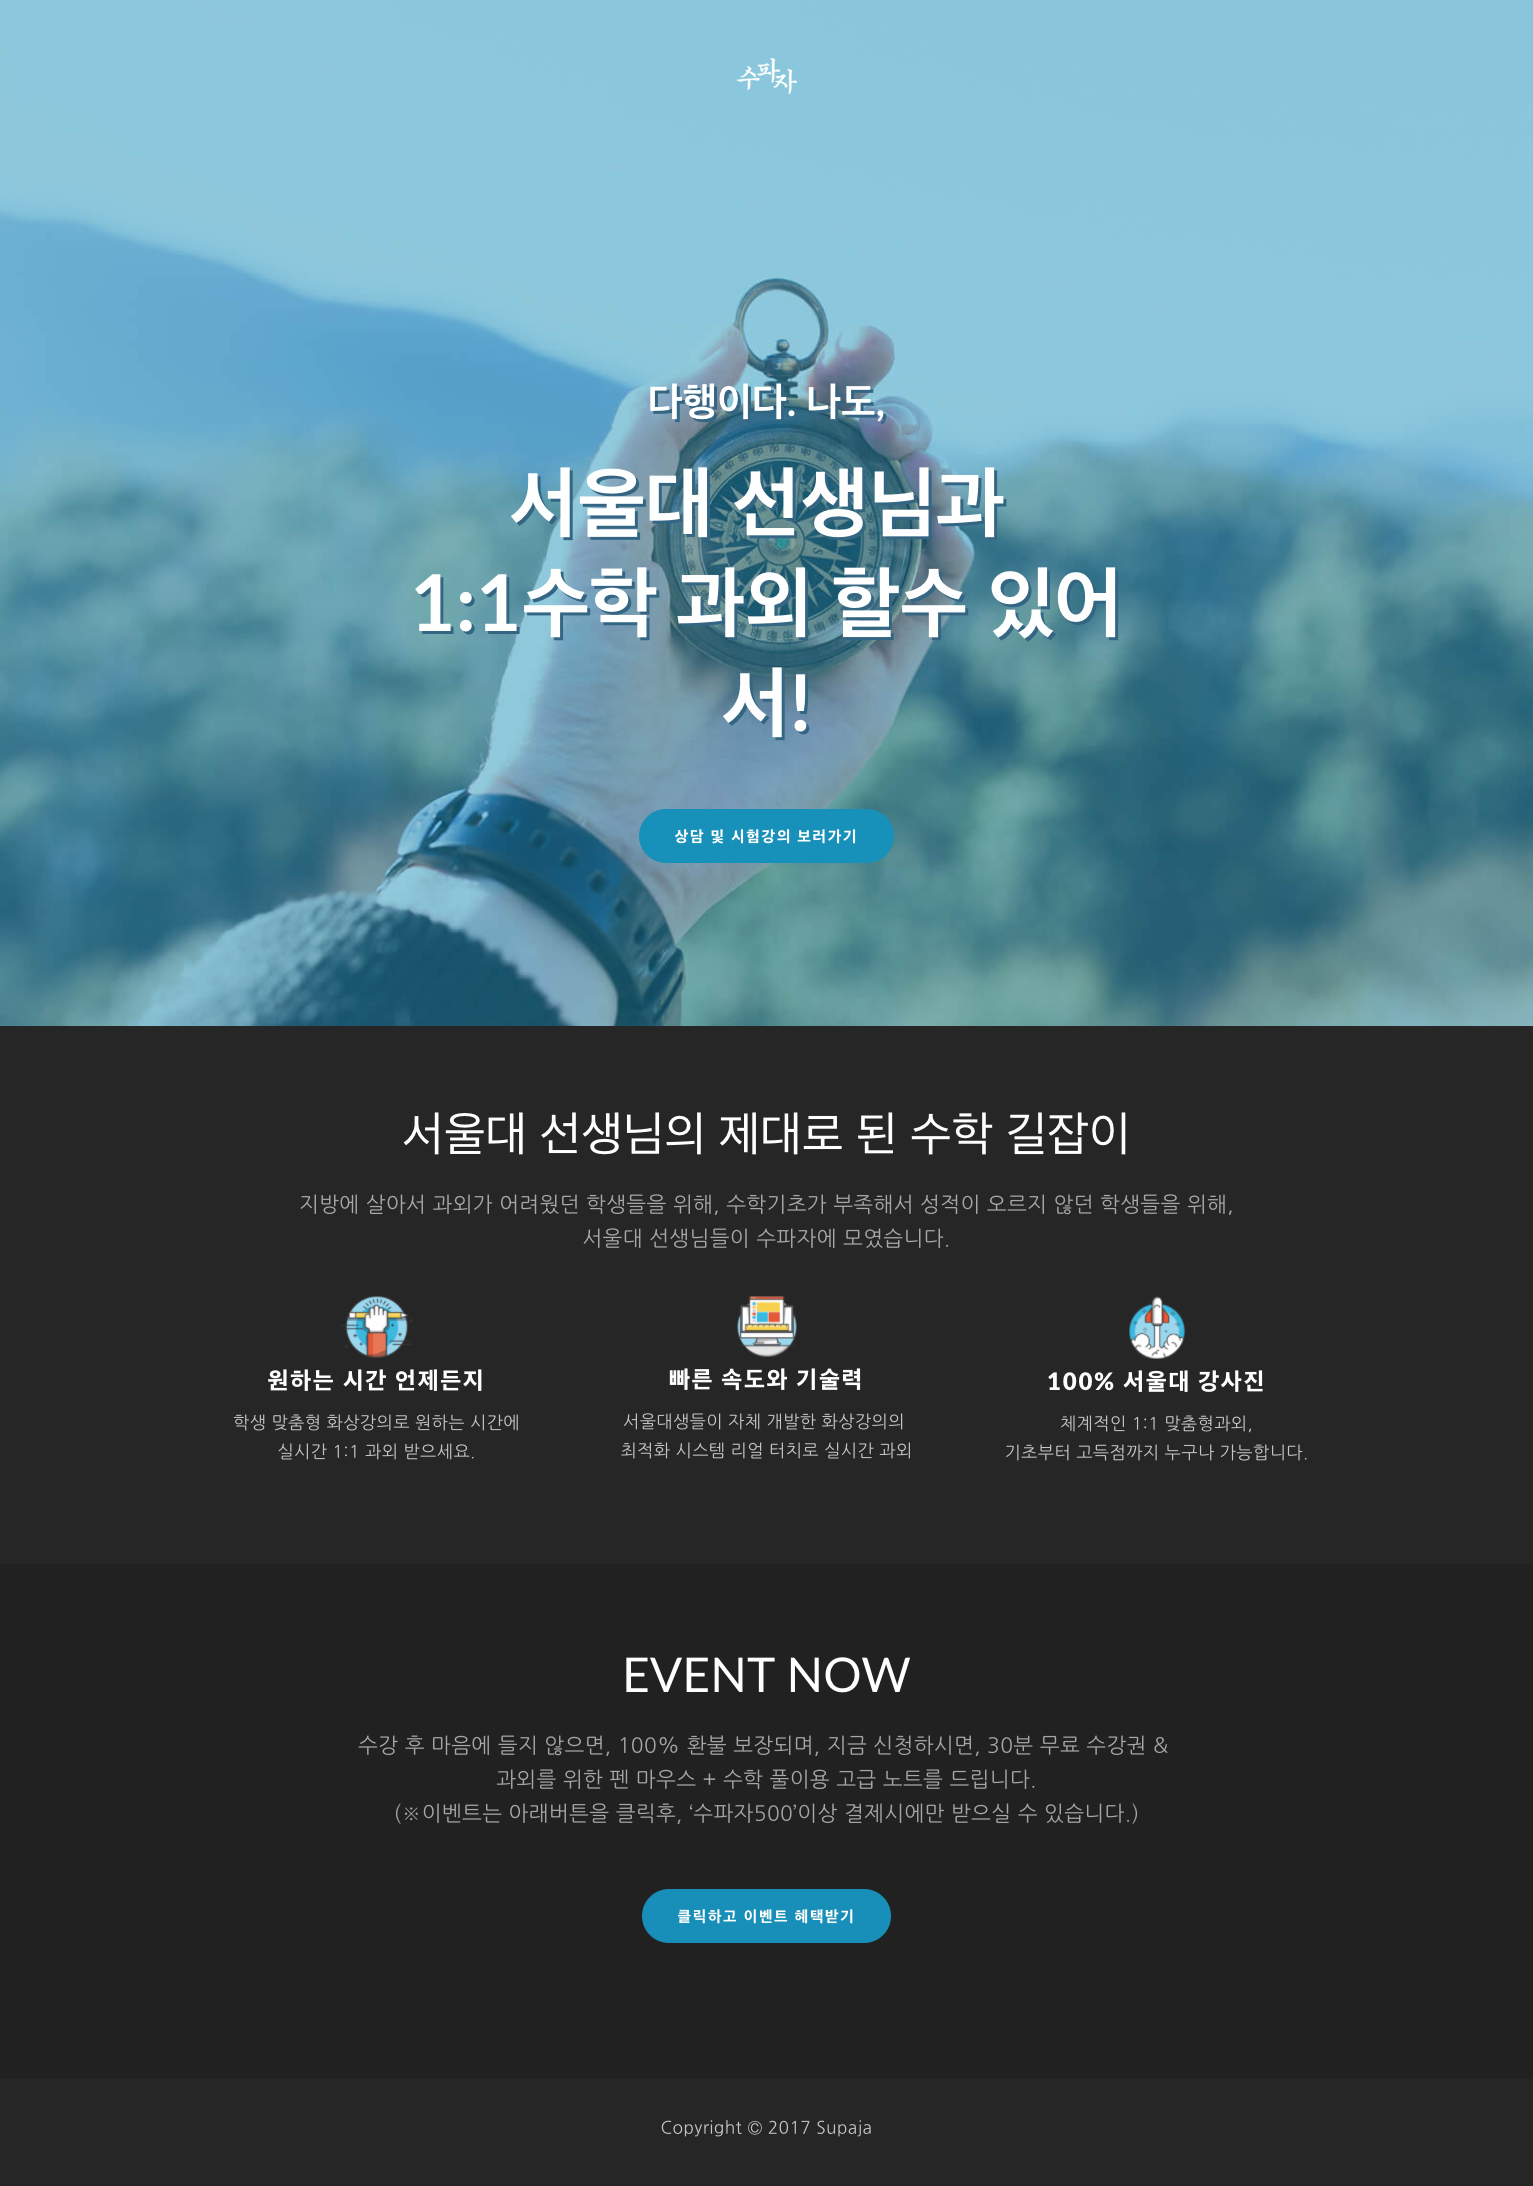 수파자
다행이다. 나도,
서울대 선생님과
1:1수학 과외 할수 있어
서!
상담 및 시험강의 보러가기
서울대 선생님의 제대로 된 수학 길잡이
지방에 살아서 과외가 어려웠던 학생들을 위해, 수학기초가 부족해서 성적이 오르지 않던 학생들을 위해,
서울대 선생님들이 수파자에 모였습니다.
원하는 시간 언제든지
학생 맞춤형 화상강의로 원하는 시간에
실시간 1:1 과외 받으세요.
빠른 속도와 기술력
서울대생들이 자체 개발한 화상강의의
최적화 시스템 리얼 터치로 실시간 과외
100% 서울대 강사진
체계적인 1:1 맞춤형과외,
기초부터 고득점까지 누구나 가능합니다.
EVENT NOW
수강 후 마음에 들지 않으면, 100% 환불 보장되며, 지금 신청하시면, 30분 무료 수강권 &
과외를 위한 펜 마우스 + 수학 풀이용 고급 노트를 드립니다.
(※이벤트는 아래버튼을 클릭후, ‘수파자500’이상 결제시에만 받으실 수 있습니다.)
클릭하고 이벤트 혜택받기
Copyright © 2017 Supaja